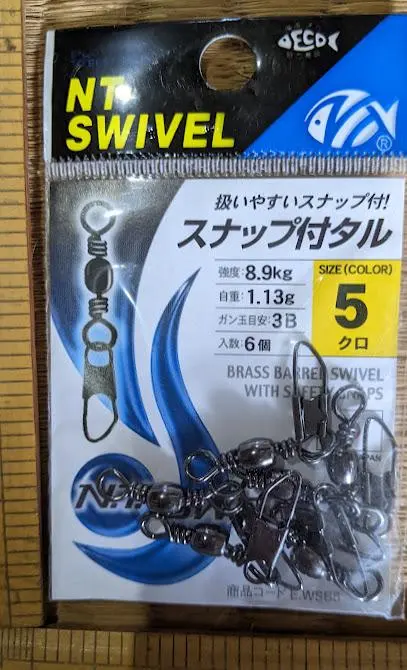 NT
SWIVEL
DECO
扱いやすいスナップ付!
スナップ付タル
強度:8.9kg
自重:1.13g
ガン玉目安:3B
入数:6個
SIZE(COLOR)
5
クロ
BRASS BARREL SWIVEL
WITH SAFETY SNAPS
商品コード